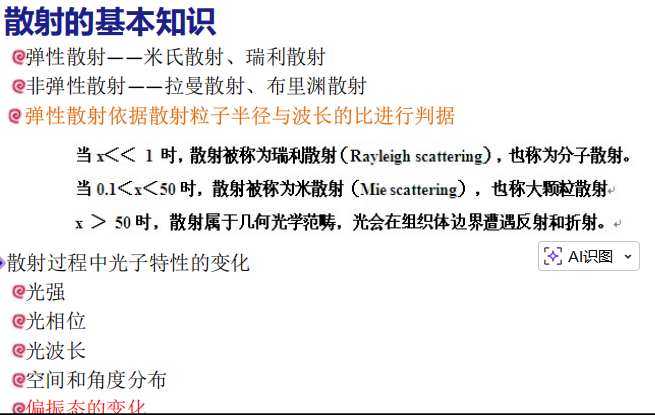 散射的基本知识
弹性散射——米氏散射、瑞利散射
非弹性散射——拉曼散射、布里渊散射
弹性散射依据散射粒子半径与波长的比进行判据
当 x<< 1 时，散射被称为瑞利散射（Rayleigh scattering），也称为分子散射。
当 0.1<x<50 时，散射被称为米散射（Mie scattering），也称大颗粒散射
x > 50 时，散射属于几何光学范畴，光会在组织体边界遭遇反射和折射。
AI识图
散射过程中光子特性的变化
光强
光相位
光波长
空间和角度分布
偏振态的变化